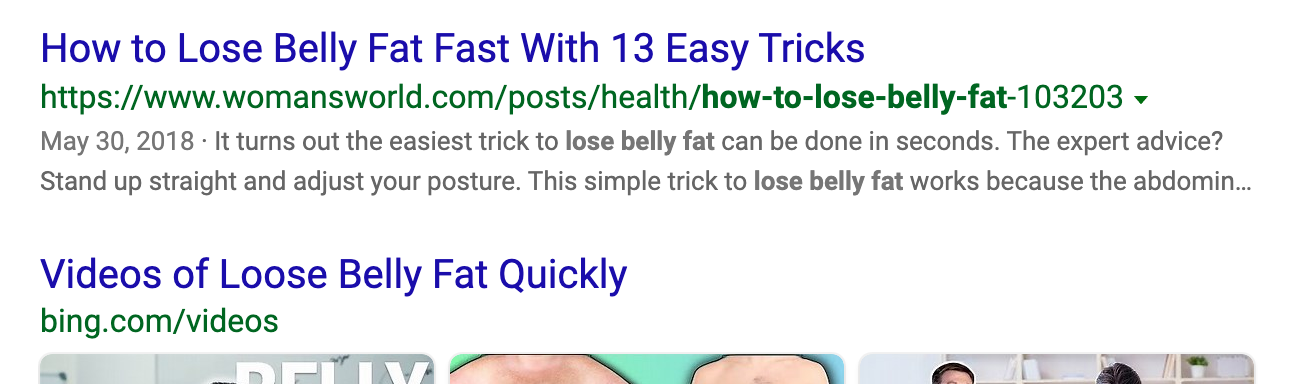 How to Lose Belly Fat Fast With 13 Easy Tricks
https://www.womansworld.com/posts/health/how-to-lose-belly-fat-103203
May 30, 2018 · It turns out the easiest trick to lose belly fat can be done in seconds. The expert advice?
Stand up straight and adjust your posture. This simple trick to lose belly fat works because the abdomin…
Videos of Loose Belly Fat Quickly
bing.com/videos
BELLY